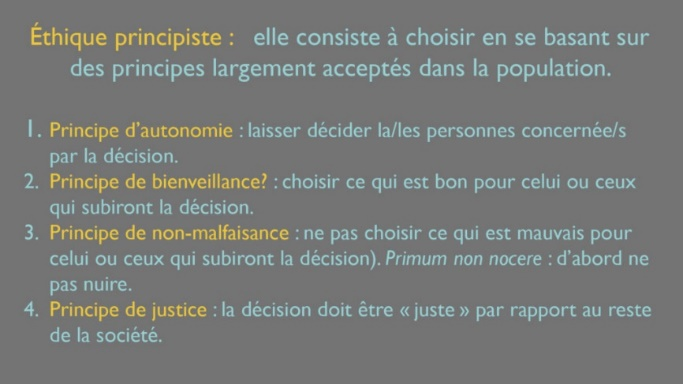 Éthique principiste : elle consiste à choisir en se basant sur
des principes largement acceptés dans la population.
1. Principe d'autonomie : laisser décider la/les personnes concernée/s
par la décision.
2. Principe de bienveillance? : choisir ce qui est bon pour celui ou ceux
qui subiront la décision.
3. Principe de non-malfaisance : ne pas choisir ce qui est mauvais pour
celui ou ceux qui subiront la décision). Primum non nocere : d'abord ne
pas nuire.
4. Principe de justice : la décision doit être « juste » par rapport au reste
de la société.